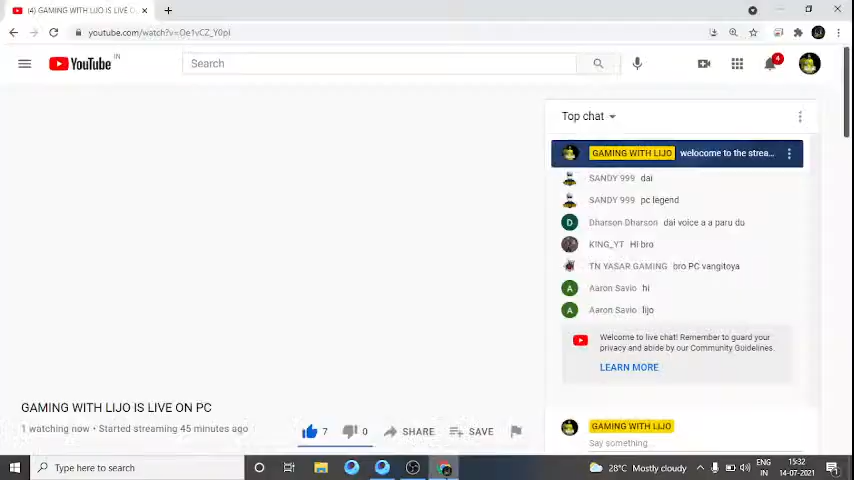 (4) GAMING WITH LIJO IS LIVE O
youtube.com/watch?v=Oe1vCZ_Y0pi
YouTube IN
Search
4
Top chat
GAMING WITH LIJO welocome to the strea...
SANDY 999 dai
SANDY 999 pc legend
D Dharson Dharson dai voice a a paru du
KING_YT Hi bro
TN YASAR GAMING bro PC vangitoya
A Aaron Savio hi
A Aaron Savio lijo
Welcome to live chat! Remember to guard your
privacy and abide by our Community Guidelines.
LEARN MORE
GAMING WITH LIJO IS LIVE ON PC
1 watching now • Started streaming 45 minutes ago
7 0 SHARE SAVE
GAMING WITH LIJO
Say something...
Type here to search
28°C Mostly cloudy
ENG
IN
15:32
14-07-2021